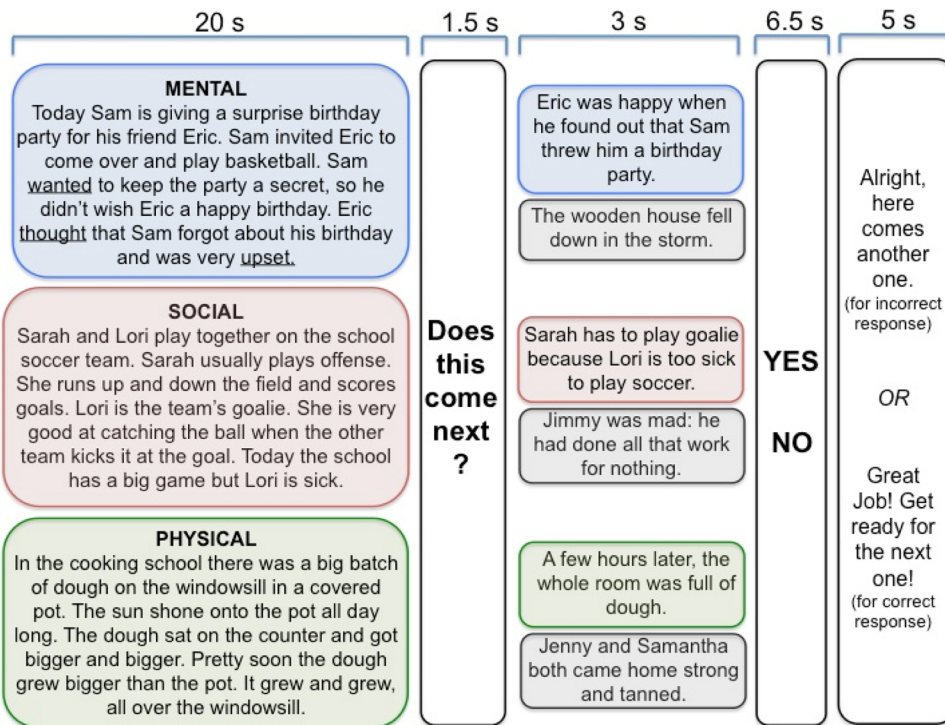 20 s
1.5 s
3 s
6.5 s
5 s
MENTAL
Today Sam is giving a surprise birthday
party for his friend Eric. Sam invited Eric to
come over and play basketball. Sam
wanted to keep the party a secret, so he
didn't wish Eric a happy birthday. Eric
thought that Sam forgot about his birthday
and was very upset.
SOCIAL
Sarah and Lori play together on the school
soccer team. Sarah usually plays offense.
She runs up and down the field and scores
goals. Lori is the team's goalie. She is very
good at catching the ball when the other
team kicks it at the goal. Today the school
has a big game but Lori is sick.
PHYSICAL
In the cooking school there was a big batch
of dough on the windowsill in a covered
pot. The sun shone onto the pot all day
long. The dough sat on the counter and got
bigger and bigger. Pretty soon the dough
grew bigger than the pot. It grew and grew,
all over the windowsill.
Does
this
come
next
?
Eric was happy when
he found out that Sam
threw him a birthday
party.
The wooden house fell
down in the storm.
Sarah has to play goalie
because Lori is too sick
to play soccer.
Jimmy was mad: he
had done all that work
for nothing.
A few hours later, the
whole room was full of
dough.
Jenny and Samantha
both came home strong
and tanned.
YES
NO
Alright,
here
comes
another
one.
(for incorrect
response)
OR
Great
Job! Get
ready for
the next
one!
(for correct
response)